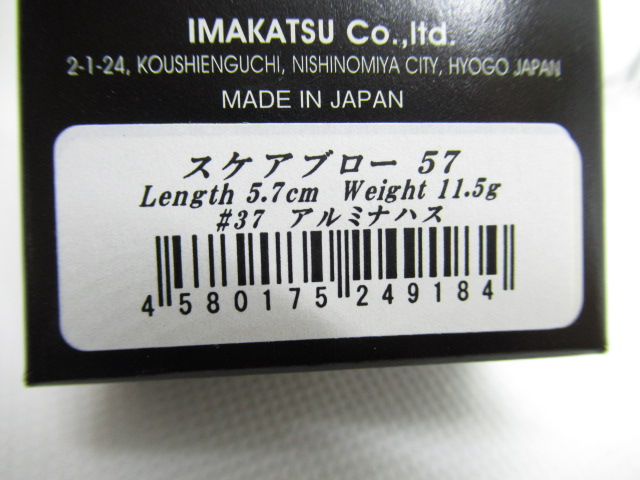 IMAKATSU Co.,ltd.
2-1-24, KOUSHIENGUCHI, NISHINOMIYA CITY, HYOGO JAPAN
MADE IN JAPAN
スケアブロー 57
Length 5.7cm Weight 11.5g
#37 アルミナハス
4 580175 249184